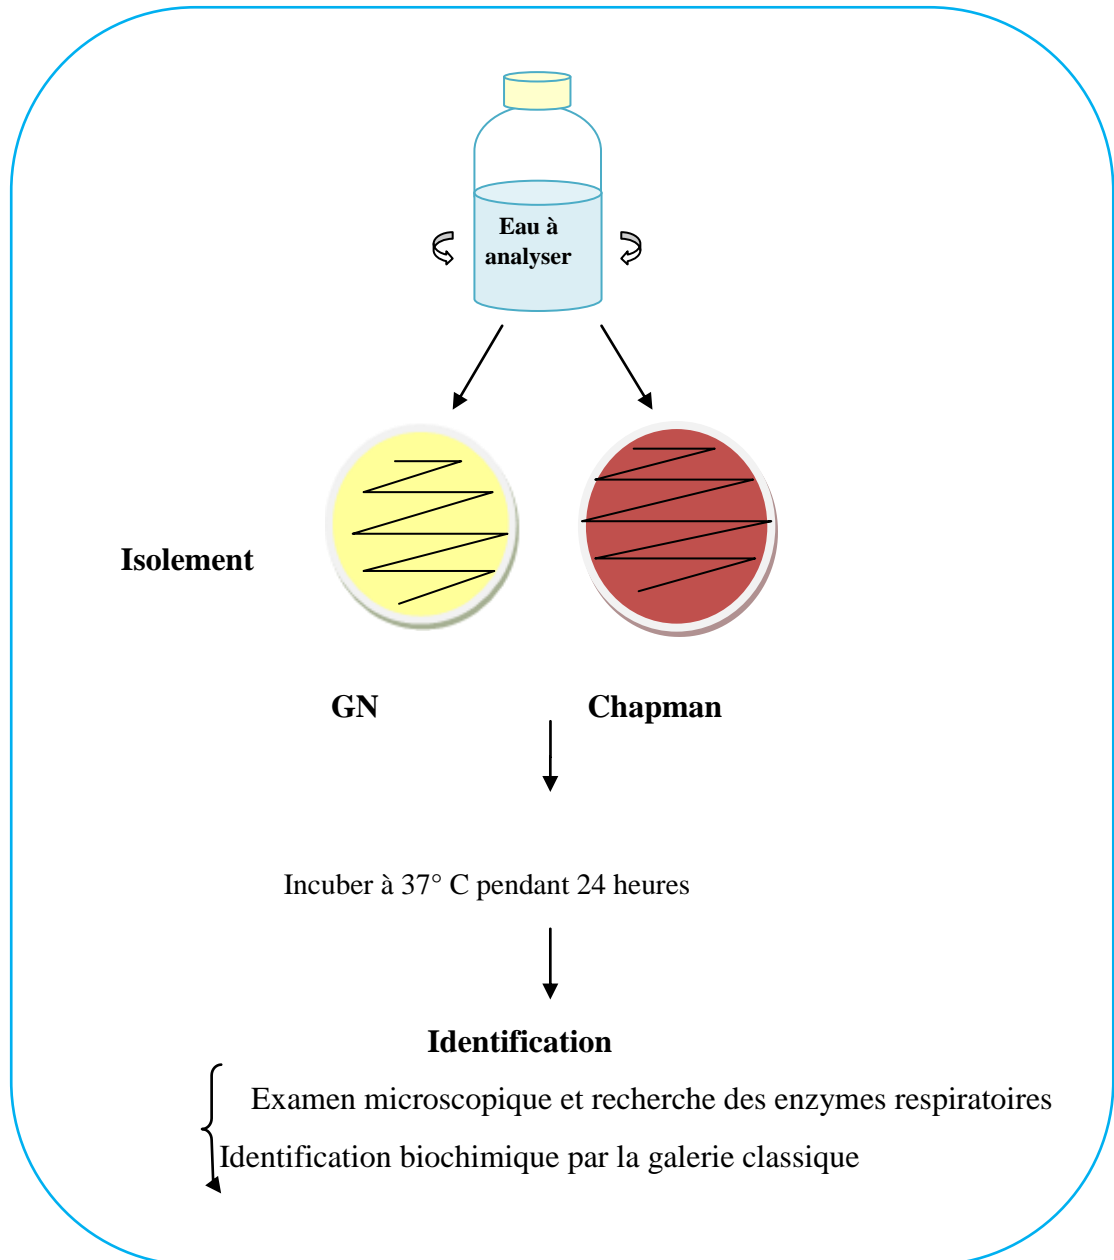 Eau à
analyser
Isolement
GN
Chapman
Incuber à 37° C pendant 24 heures
Identification
Examen microscopique et recherche des enzymes respiratoires
Identification biochimique par la galerie classique